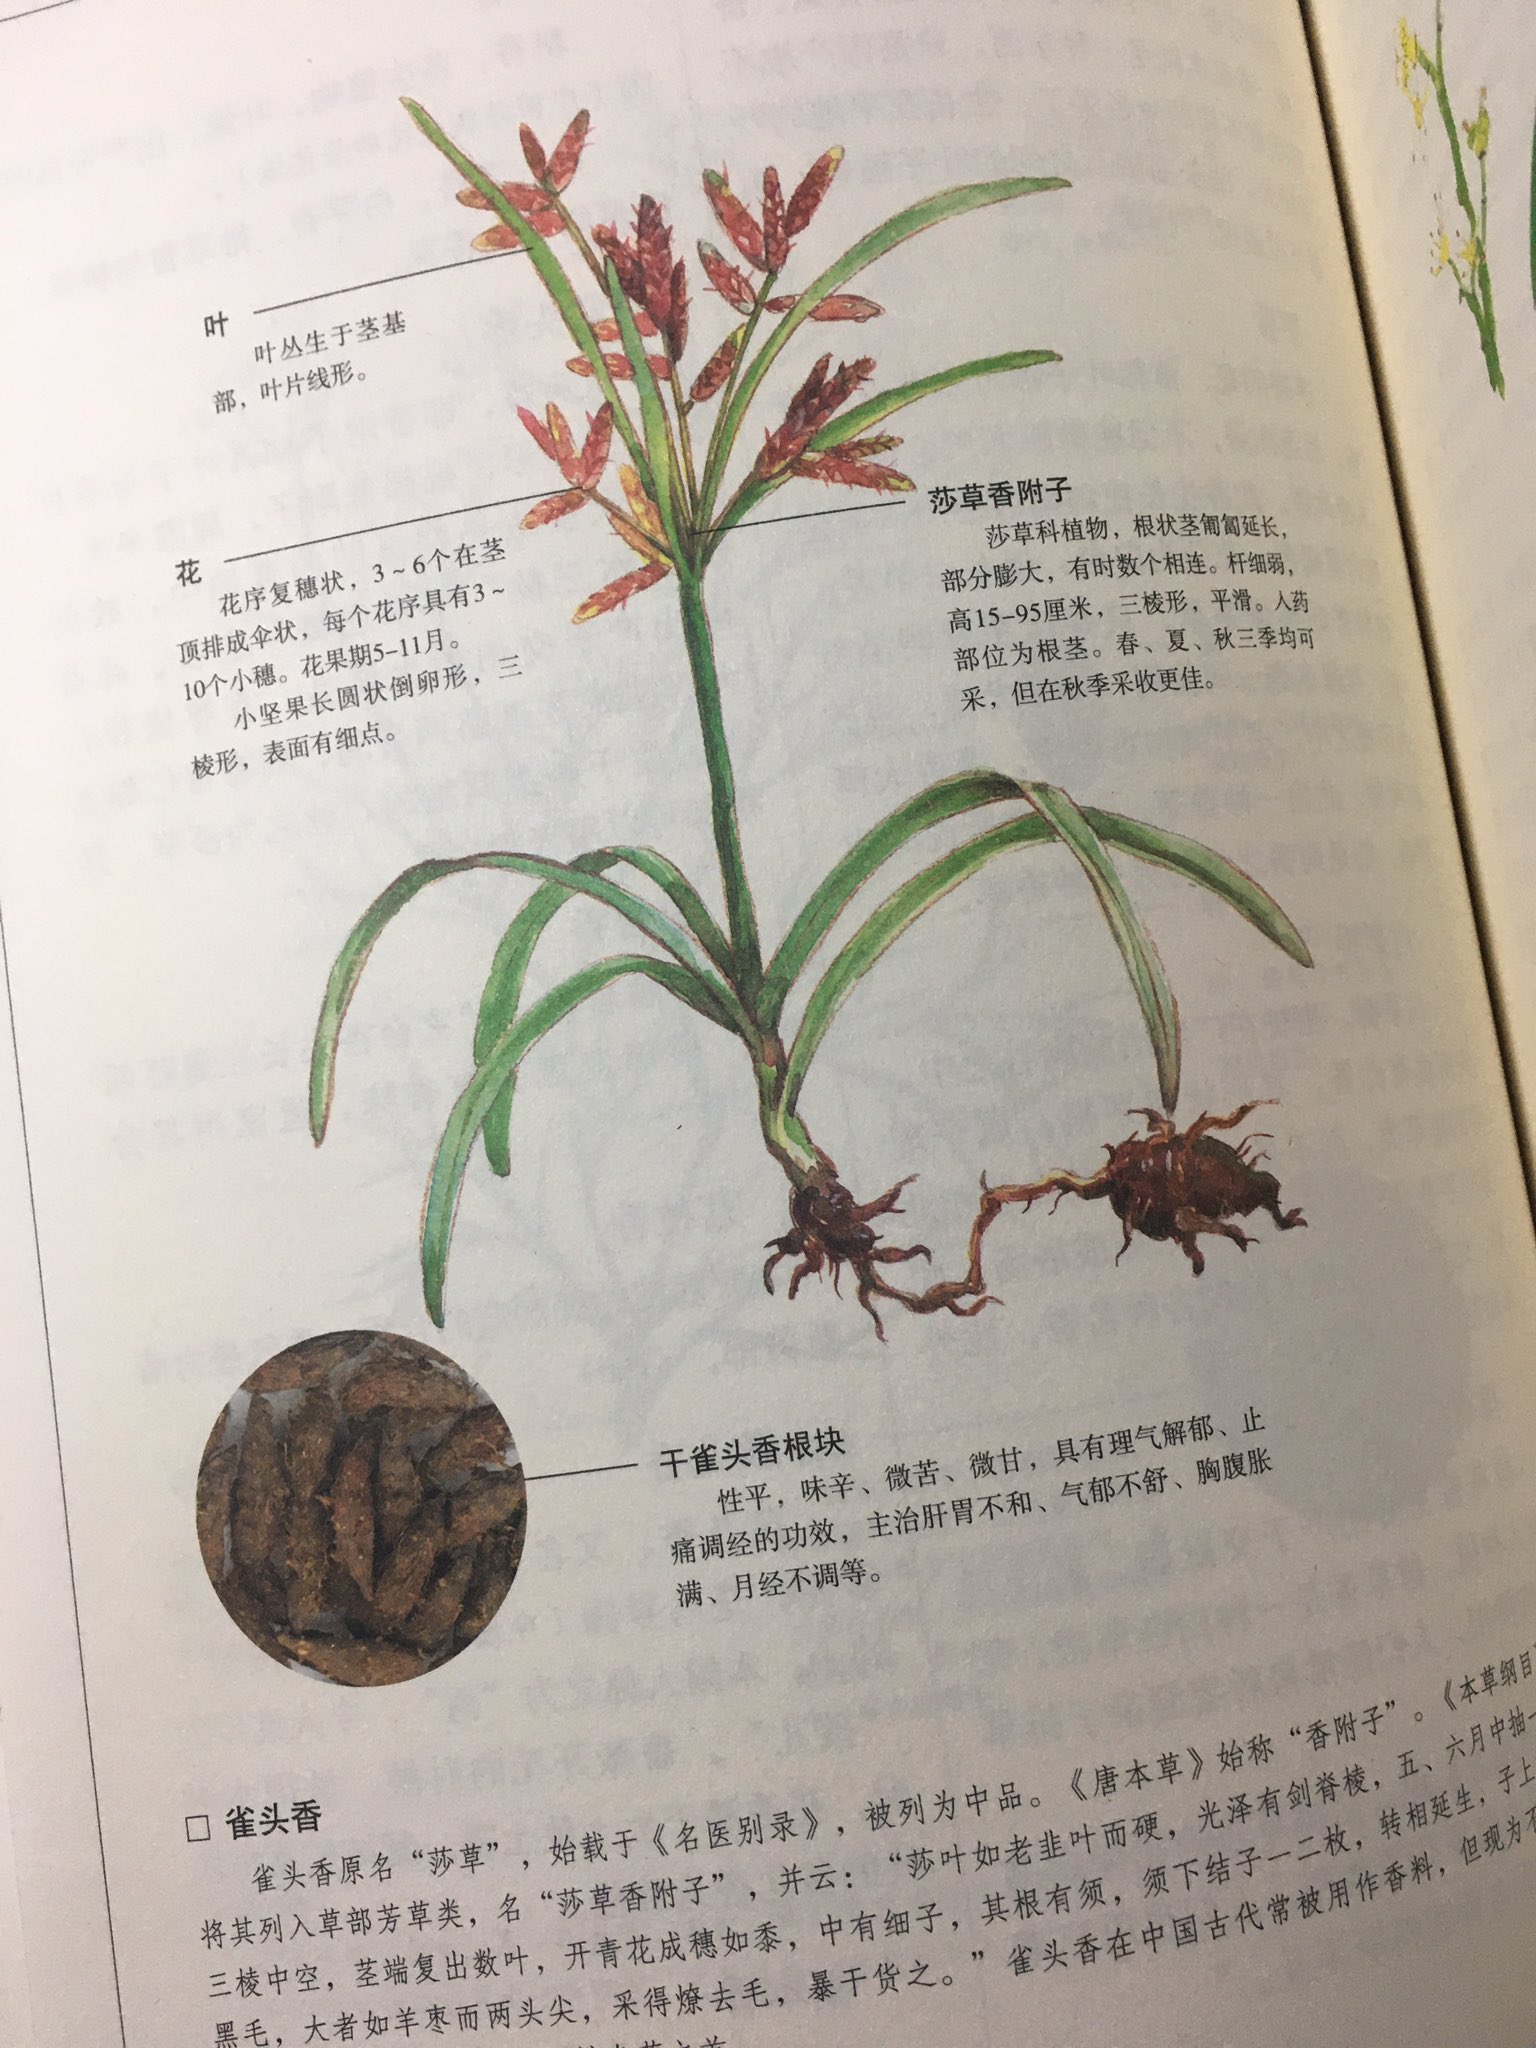 叶
叶丛生于茎基
部，叶片线形。
花
花序复穗状，3~6个在茎
顶排成伞状，每个花序具有3~
10个小穗。花果期5-11月。
小坚果长圆状倒卵形，三
棱形，表面有细点。
莎草香附子
莎草科植物，根状茎匍匐延长，
部分膨大，有时数个相连。杆细弱，
高15-95厘米，三棱形，平滑。入药
部位为根茎。春、夏、秋三季均可
采，但在秋季采收更佳。
干雀头香根块
性平，味辛、微苦、微甘，具有理气解郁、止
痛调经的功效，主治肝胃不和、气郁不舒、胸腹胀
满、月经不调等。
□ 雀头香
雀头香原名“莎草”，始载于《名医别录》，被列为中品。《唐本草》始称“香附子”。《本草纲目
将其列入草部芳草类，名“莎草香附子”，并云：“莎叶如老韭叶而硬，光泽有剑脊棱，五、六月中抽一
三棱中空，茎端复出数叶，开青花成穗如黍，中有细子，其根有须，须下结子一二枚，转相延生，子上
黑毛，大者如羊枣而两头尖，采得燎去毛，暴干货之。”雀头香在中国古代常被用作香料，但现为不